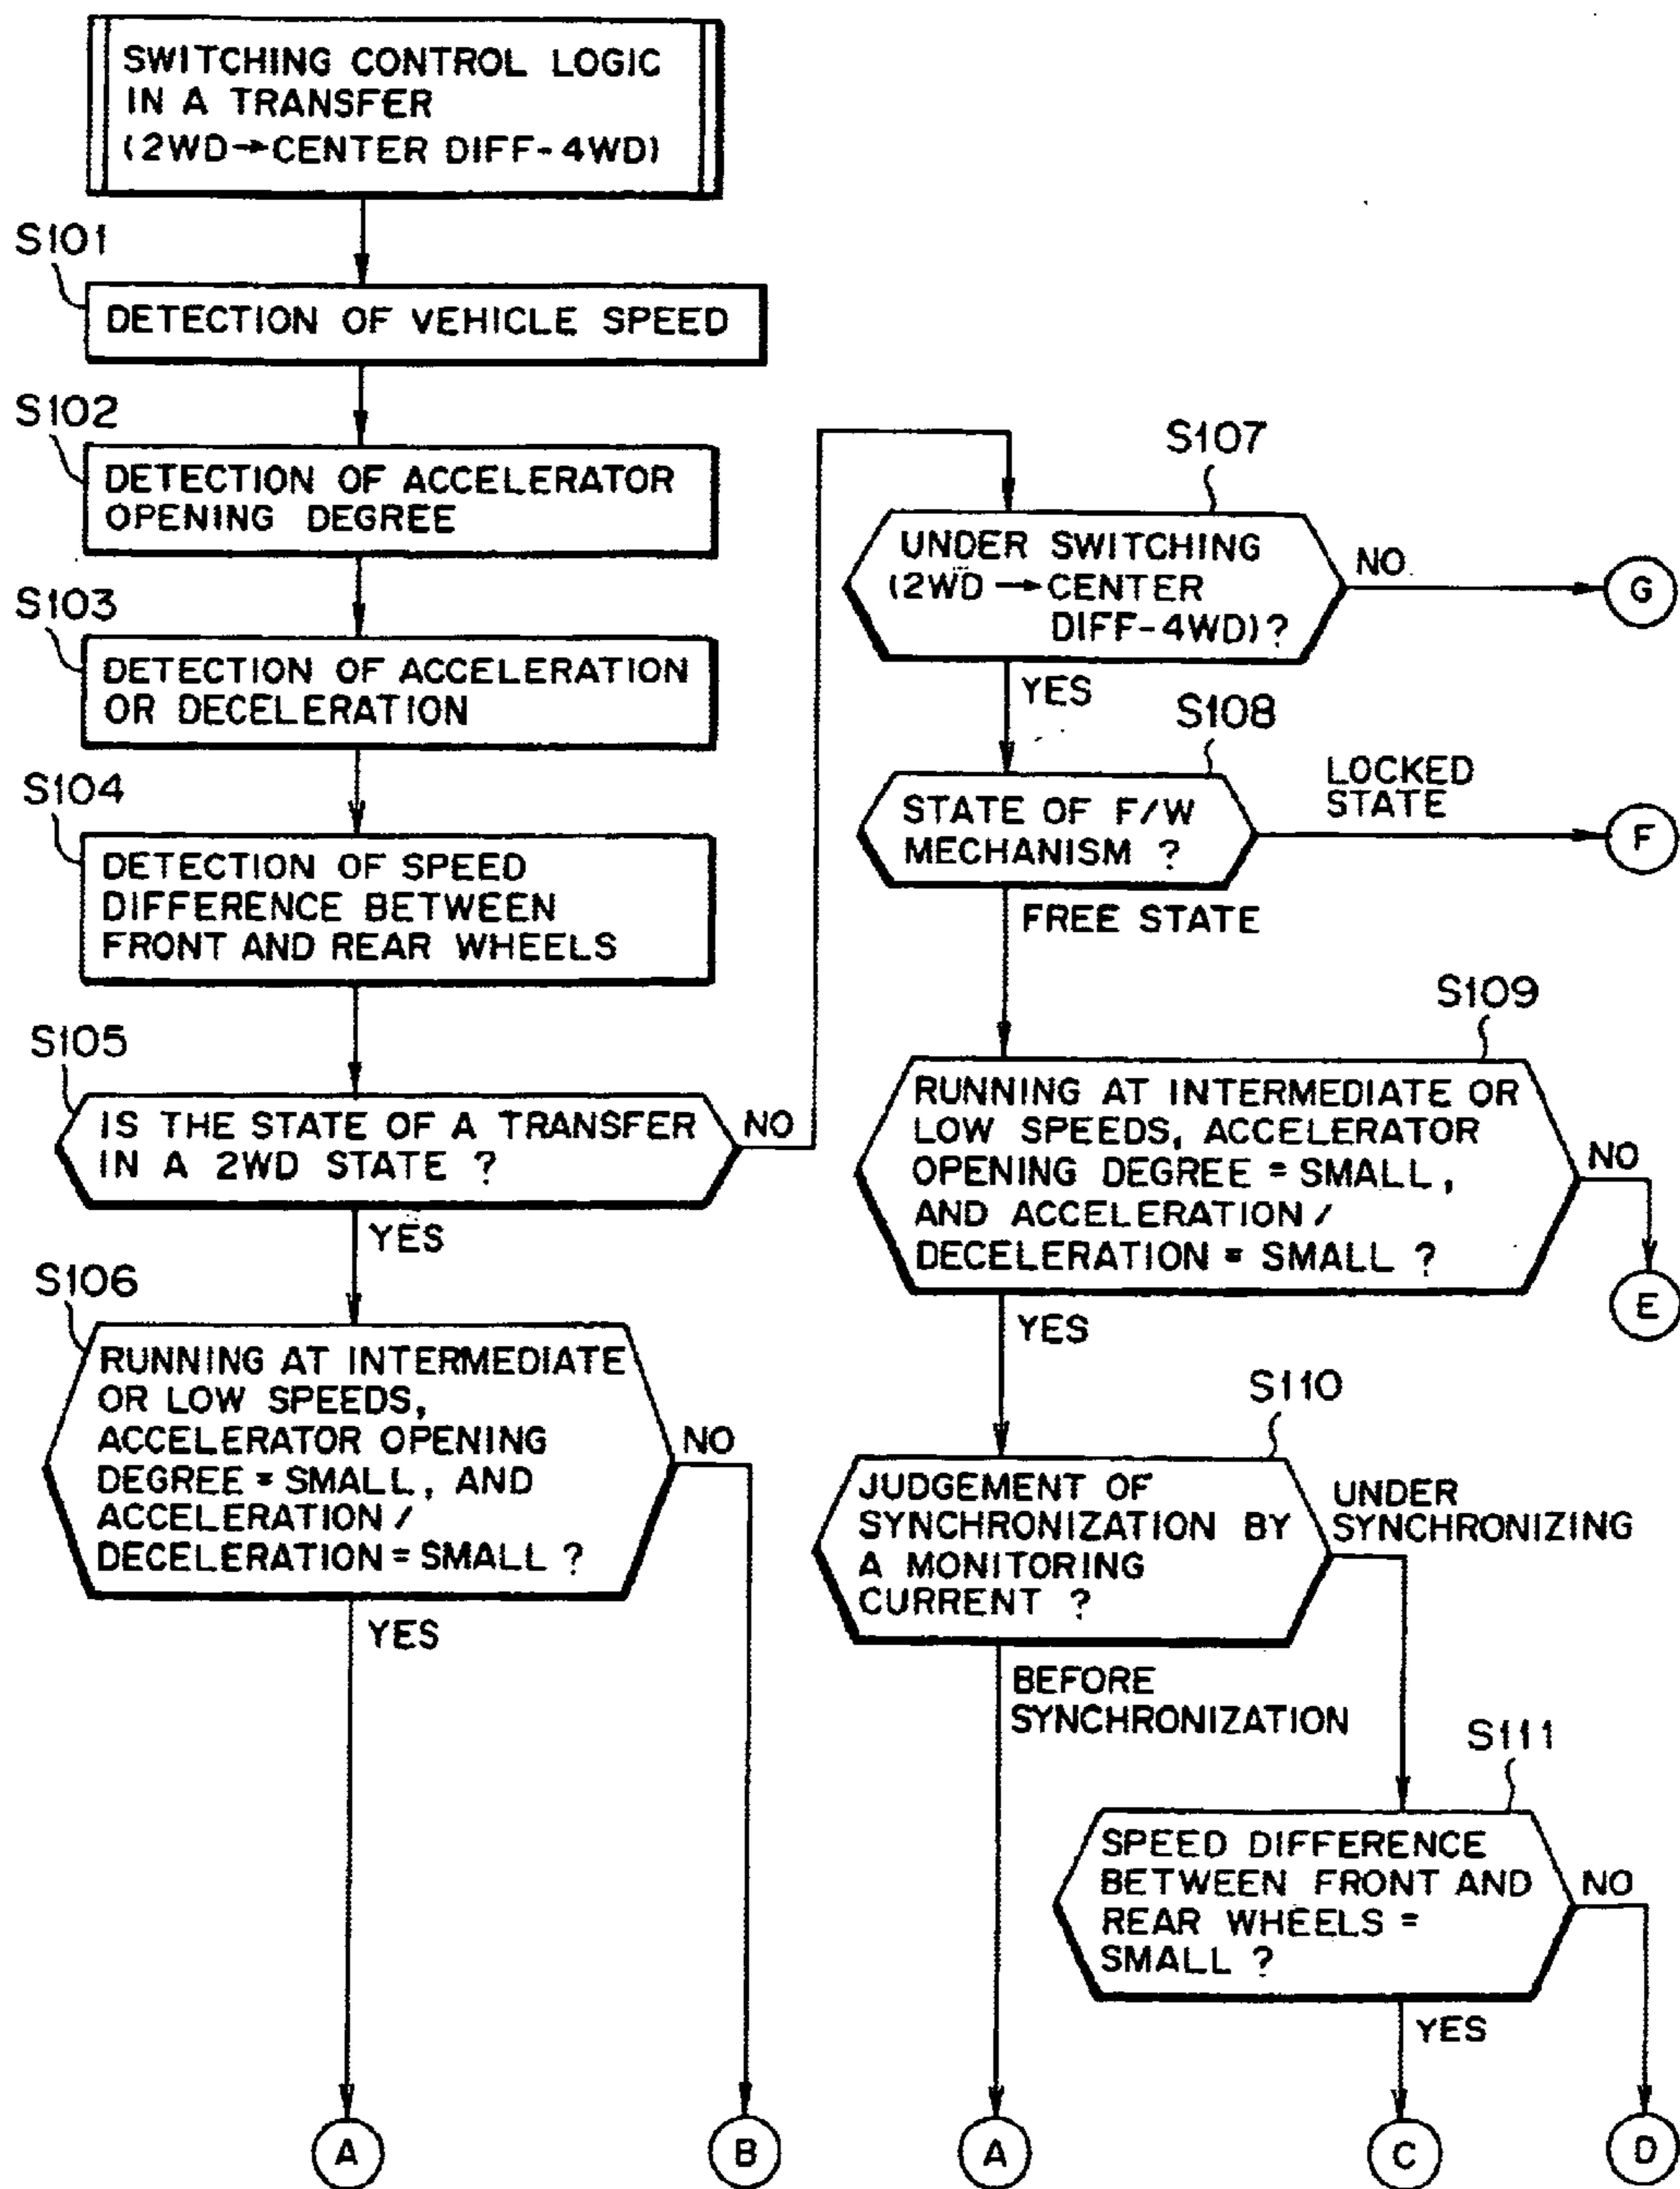 SWITCHING CONTROL LOGIC
IN A TRANSFER
(2WD→CENTER DIFF-4WD)
S101
DETECTION OF VEHICLE SPEED
S102
DETECTION OF ACCELERATOR
OPENING DEGREE
S103
DETECTION OF ACCELERATION
OR DECELERATION
S104
DETECTION OF SPEED
DIFFERENCE BETWEEN
FRONT AND REAR WHEELS
S105
IS THE STATE OF A TRANSFER
IN A 2WD STATE ?
NO
YES
S106
RUNNING AT INTERMEDIATE
OR LOW SPEEDS,
ACCELERATOR OPENING
DEGREE = SMALL, AND
ACCELERATION /
DECELERATION = SMALL ?
NO
YES
A
B
S107
UNDER SWITCHING
(2WD → CENTER
DIFF-4WD) ?
NO
G
YES
S108
STATE OF F/W
MECHANISM ?
LOCKED
STATE
F
FREE STATE
S109
RUNNING AT INTERMEDIATE OR
LOW SPEEDS, ACCELERATOR
OPENING DEGREE = SMALL,
AND ACCELERATION /
DECELERATION = SMALL ?
NO
E
YES
S110
JUDGEMENT OF
SYNCHRONIZATION BY
A MONITORING
CURRENT ?
UNDER
SYNCHRONIZING
BEFORE
SYNCHRONIZATION
S111
SPEED DIFFERENCE
BETWEEN FRONT AND
REAR WHEELS =
SMALL ?
NO
YES
A
C
D